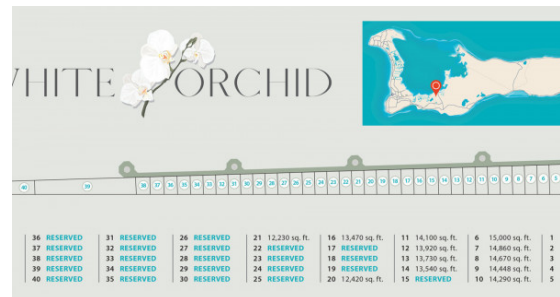 WHITE ORCHID
40 39 38 37 36 35 34 33 32 31 30 29 28 27 26 25 24 23 22 21 20 19 18 17 16 15 14 13 12 11 10 9 8 7 6 5
36 RESERVED 31 RESERVED 26 RESERVED 21 12,230 sq. ft. 16 13,470 sq. ft. 11 14,100 sq. ft. 6 15,000 sq. ft. 1
37 RESERVED 32 RESERVED 27 RESERVED 22 RESERVED 17 RESERVED 12 13,920 sq. ft. 7 14,860 sq. ft. 2
38 RESERVED 33 RESERVED 28 RESERVED 23 RESERVED 18 RESERVED 13 13,730 sq. ft. 8 14,670 sq. ft. 3
39 RESERVED 34 RESERVED 29 RESERVED 24 RESERVED 19 RESERVED 14 13,540 sq. ft. 9 14,448 sq. ft. 4
40 RESERVED 35 RESERVED 30 RESERVED 25 RESERVED 20 12,420 sq. ft. 15 RESERVED 10 14,290 sq. ft. 5